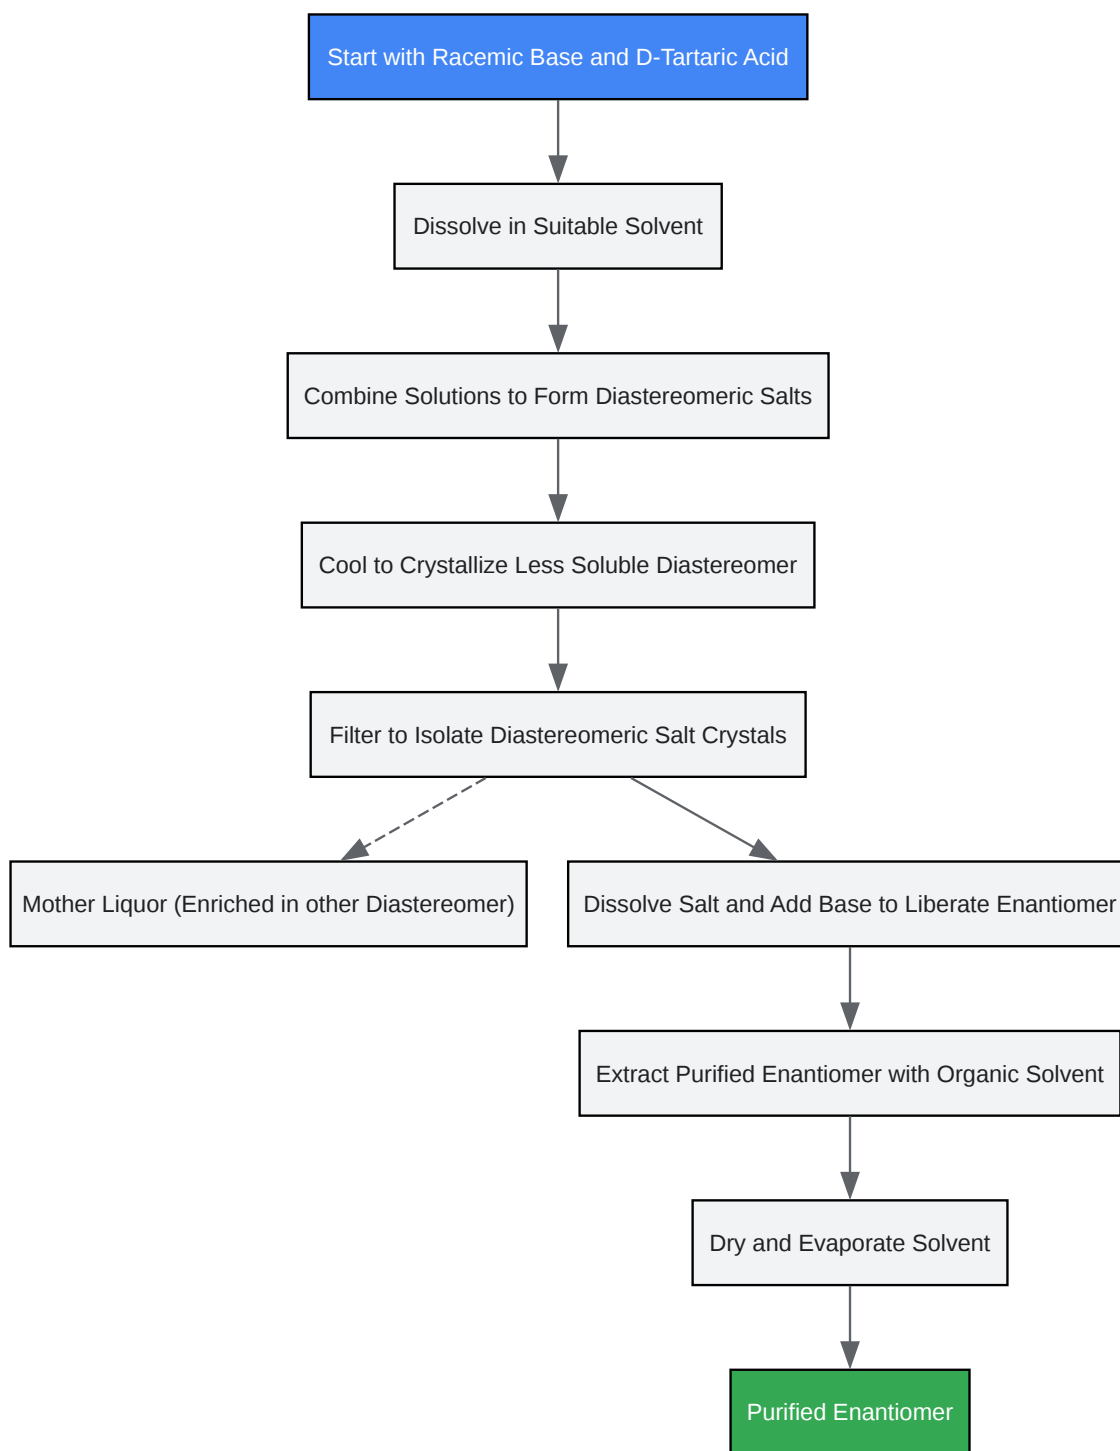 Start with Racemic Base and D-Tartaric Acid
Dissolve in Suitable Solvent
Combine Solutions to Form Diastereomeric Salts
Cool to Crystallize Less Soluble Diastereomer
Filter to Isolate Diastereomeric Salt Crystals
Mother Liquor (Enriched in other Diastereomer)
Dissolve Salt and Add Base to Liberate Enantiomer
Extract Purified Enantiomer with Organic Solvent
Dry and Evaporate Solvent
Purified Enantiomer